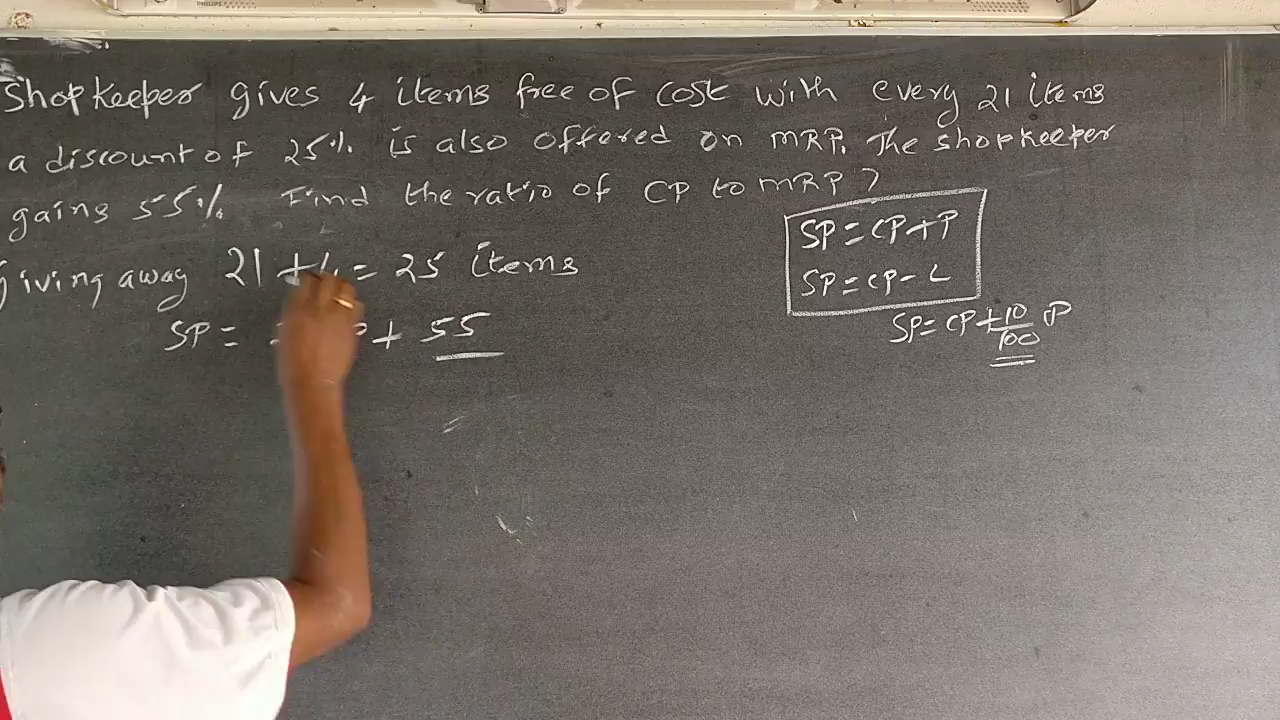 PHILIPS
Shopkeeper gives 4 items free of cost with every 21 items
a discount of 25% is also offered on MRP. The shopkeeper
gains 55% Find the ratio of CP to MRP?
SP = CP + P
SP = CP - L
giving away 21 + 4 = 25 items
SP = CP + 10/100 CP
SP = + 55